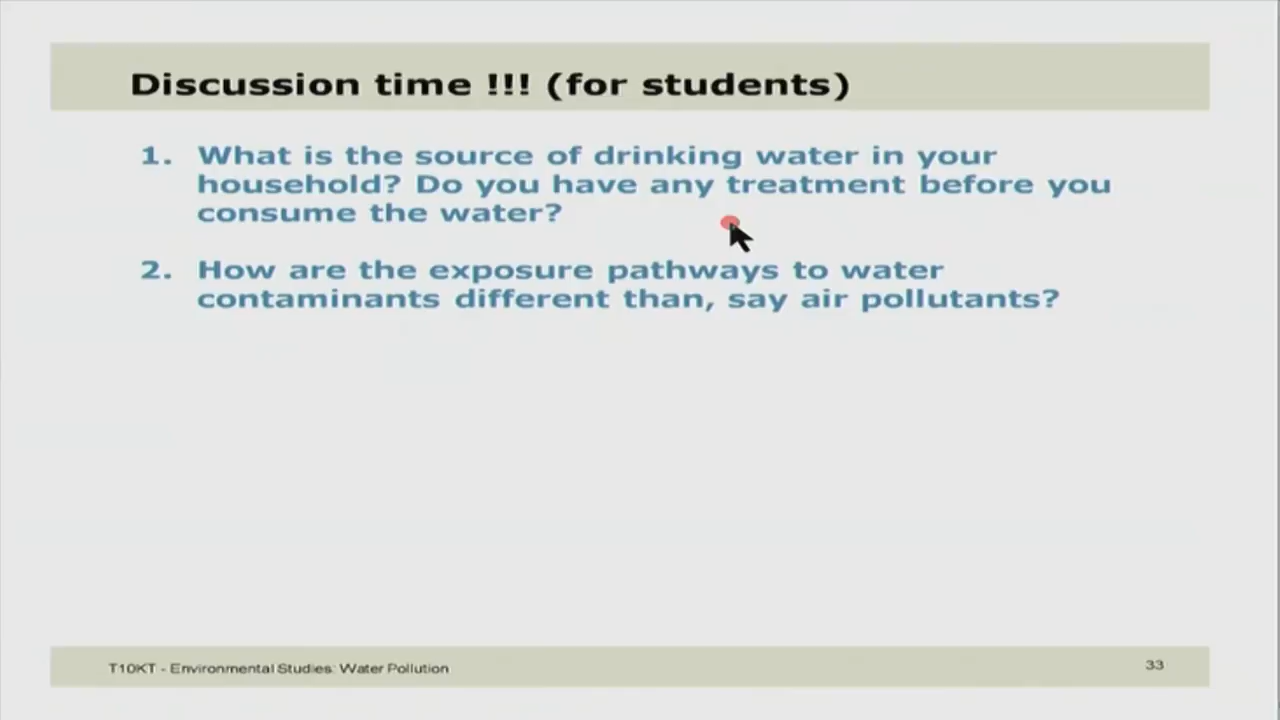 Discussion time !!! (for students)
1. What is the source of drinking water in your
household? Do you have any treatment before you
consume the water?
2. How are the exposure pathways to water
contaminants different than, say air pollutants?
T10KT - Environmental Studies: Water Pollution
33